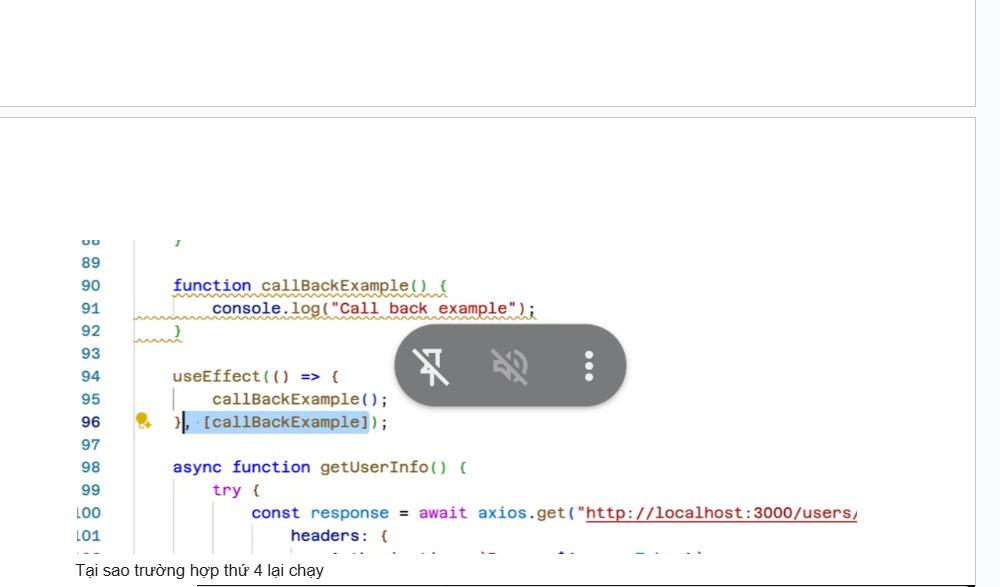 88 }
89
90 function callBackExample() {
91 console.log("Call back example");
92 }
93
94 useEffect(() => {
95 callBackExample();
96 }, [callBackExample]);
97
98 async function getUserInfo() {
99 try {
100 const response = await axios.get("http://localhost:3000/users/
101 headers: {
Tại sao trường hợp thứ 4 lại chạy